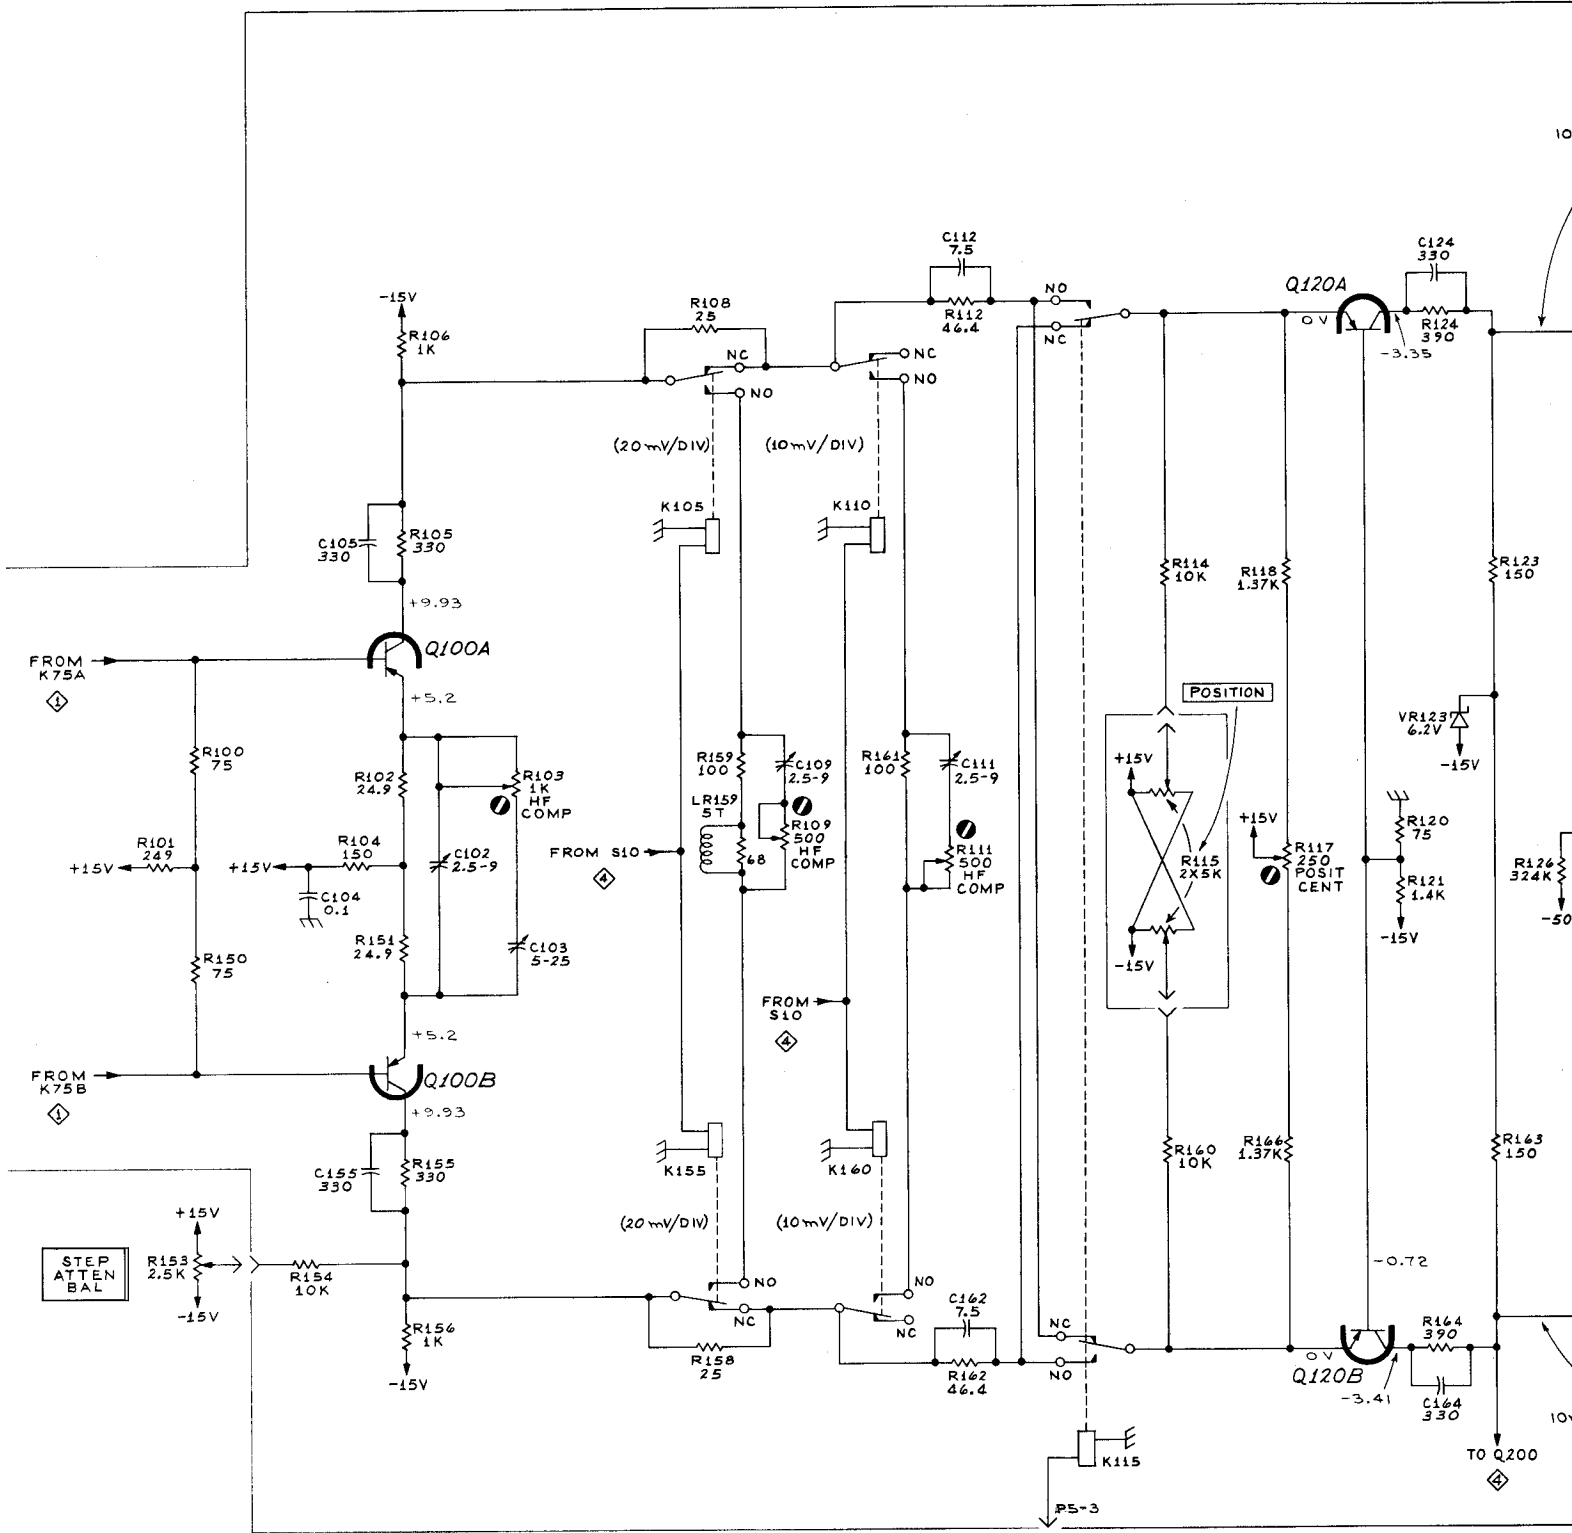 10
C112
7.5
C124
330
Q120A
NO
-15V
R108
25
R112
46.4
NC
0V
R124
390
-3.35
R106
1K
NC
NC
NO
NO
(20mV/DIV)
(10mV/DIV)
K105
K110
C105
330
R105
330
R114
10K
R118
1.37K
R123
150
+9.93
Q100A
FROM
K75A
1
+5.2
POSITION
VR123
6.2V
-15V
R100
75
R102
24.9
R103
1K
HF
COMP
R159
100
C109
2.5-9
R161
100
C111
2.5-9
+15V
LR159
5T
R109
500
HF
COMP
68
R111
500
HF
COMP
R115
2X5K
+15V
R117
250
POSIT
CENT
R120
75
R121
1.4K
-15V
R126
324K
-50
+15V
R101
249
+15V
R104
150
C102
2.5-9
C104
0.1
FROM S10
4
R150
75
R151
24.9
C103
5-25
-15V
FROM
S10
4
+5.2
FROM
K75B
1
Q100B
+9.93
K155
K160
R160
10K
R166
1.37K
R163
150
C155
330
R155
330
+15V
(20mV/DIV)
(10mV/DIV)
STEP
ATTEN
BAL
R153
2.5K
-15V
R154
10K
-0.72
NO
NC
NO
NC
C162
7.5
R156
1K
-15V
R158
25
R162
46.4
NC
NO
0V
Q120B
R164
390
-3.41
C164
330
10V
K115
TO Q200
4
P5-3